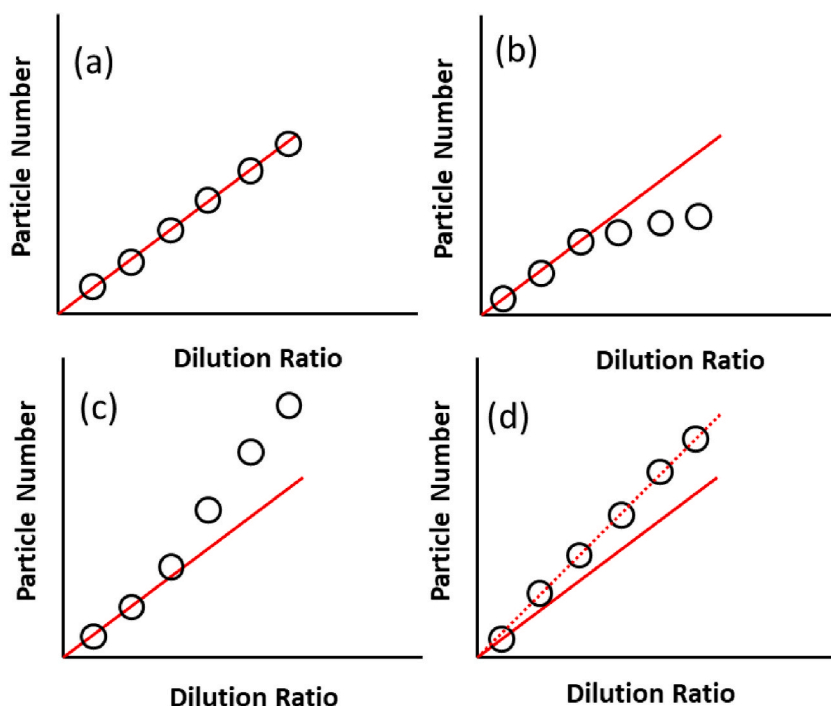 (a)
Particle Number
Dilution Ratio
(b)
Particle Number
Dilution Ratio
(c)
Particle Number
Dilution Ratio
(d)
Particle Number
Dilution Ratio